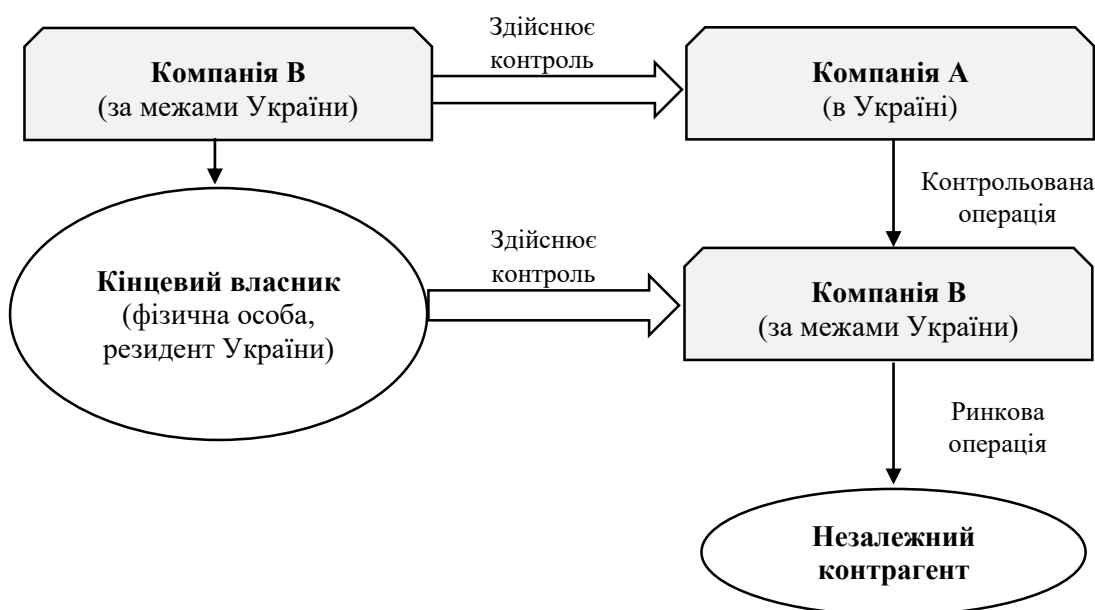 Здійснює
контроль
Компанія В
(за межами України)
Компанія А
(в Україні)
Контрольована
операція
Кінцевий власник
(фізична особа,
резидент України)
Здійснює
контроль
Компанія В
(за межами України)
Ринкова
операція
Незалежний
контрагент